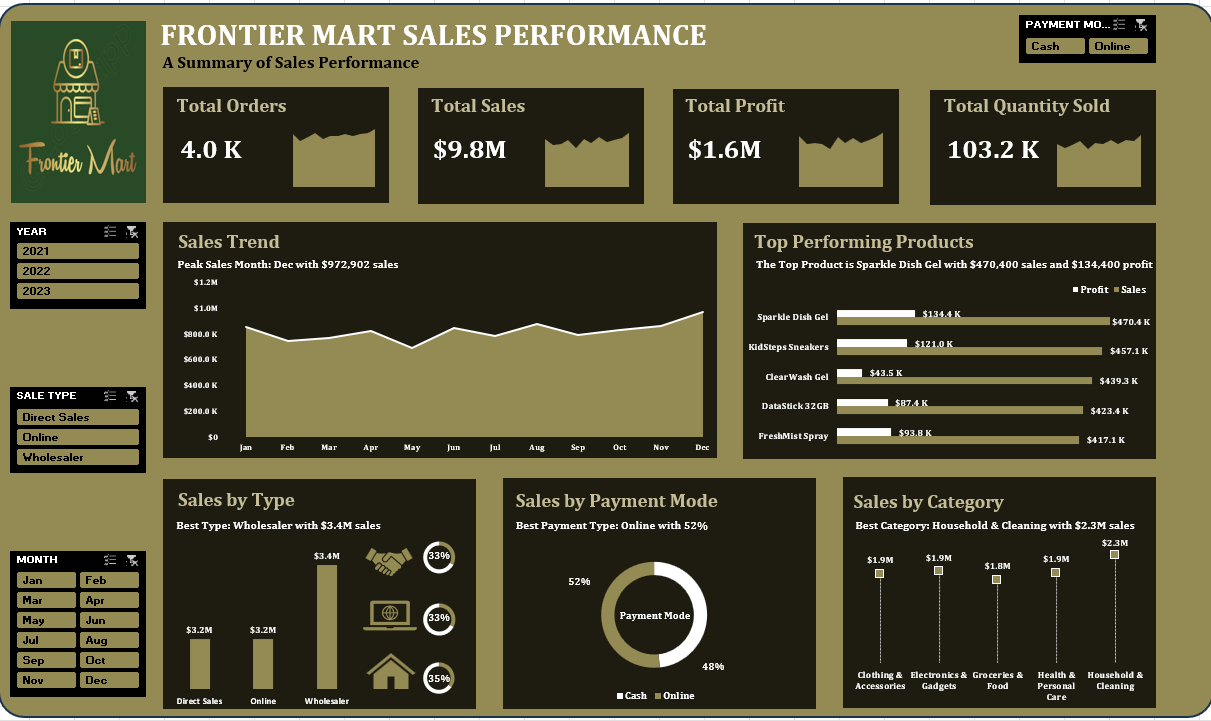 FRONTIER MART SALES PERFORMANCE
A Summary of Sales Performance
PAYMENT MO...
Cash
Online
Frontier Mart
Total Orders
4.0 K
Total Sales
$9.8M
Total Profit
$1.6M
Total Quantity Sold
103.2 K
YEAR
2021
2022
2023
SALE TYPE
Direct Sales
Online
Wholesaler
MONTH
Jan Feb
Mar Apr
May Jun
Jul Aug
Sep Oct
Nov Dec
Sales Trend
Peak Sales Month: Dec with $972,902 sales
$1.2M
$1.0M
$800.0 K
$600.0 K
$400.0 K
$200.0 K
$0
Jan Feb Mar Apr May Jun Jul Aug Sep Oct Nov Dec
Top Performing Products
The Top Product is Sparkle Dish Gel with $470,400 sales and $134,400 profit
Profit Sales
Sparkle Dish Gel $134.4 K $470.4 K
KidSteps Sneakers $121.0 K $457.1 K
ClearWash Gel $43.5 K $439.3 K
DataStick 32GB $87.4 K $423.4 K
FreshMist Spray $93.8 K $417.1 K
Sales by Type
Best Type: Wholesaler with $3.4M sales
$3.2M $3.2M $3.4M
Direct Sales Online Wholesaler
33%
33%
35%
Sales by Payment Mode
Best Payment Type: Online with 52%
52%
Payment Mode
48%
Cash Online
Sales by Category
Best Category: Household & Cleaning with $2.3M sales
$1.9M $1.9M $1.8M $1.9M $2.3M
Clothing & Accessories
Electronics & Gadgets
Groceries & Food
Health & Personal Care
Household & Cleaning